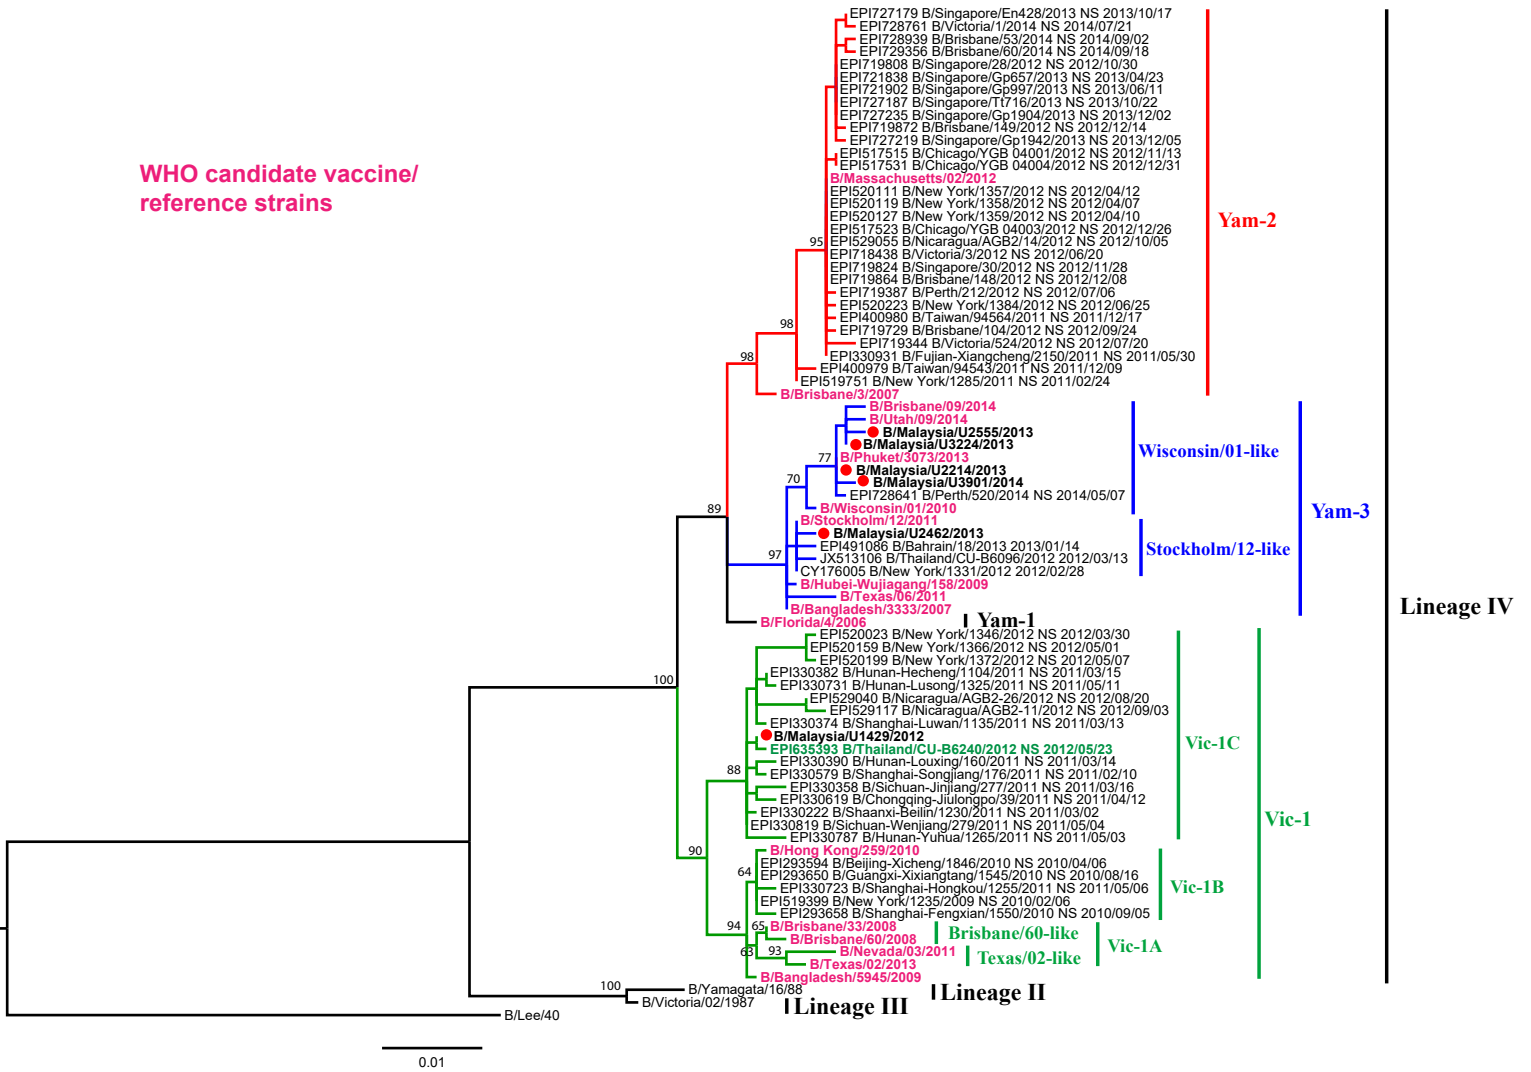 EPI727179 B/Singapore/En428/2013 NS 2013/10/17
EPI728761 B/Victoria/1/2014 NS 2014/07/21
EPI728939 B/Brisbane/53/2014 NS 2014/09/02
EPI729356 B/Brisbane/60/2014 NS 2014/09/18
EPI719808 B/Singapore/28/2012 NS 2012/10/30
EPI721838 B/Singapore/Gp657/2013 NS 2013/04/23
EPI721902 B/Singapore/Gp997/2013 NS 2013/06/11
EPI727187 B/Singapore/Tt716/2013 NS 2013/10/22
EPI727235 B/Singapore/Gp1904/2013 NS 2013/12/02
EPI719872 B/Brisbane/149/2012 NS 2012/12/14
EPI727219 B/Singapore/Gp1942/2013 NS 2013/12/05
EPI517515 B/Chicago/YGB 04001/2012 NS 2012/11/13
EPI517531 B/Chicago/YGB 04004/2012 NS 2012/12/31
WHO candidate vaccine/
reference strains
B/Massachusetts/02/2012
EPI520111 B/New York/1357/2012 NS 2012/04/12
EPI520119 B/New York/1358/2012 NS 2012/04/07
EPI520127 B/New York/1359/2012 NS 2012/04/10
Yam-2
EPI517523 B/Chicago/YGB 04003/2012 NS 2012/12/26
95
EPI529055 B/Nicaragua/AGB2/14/2012 NS 2012/10/05
EPI718438 B/Victoria/3/2012 NS 2012/06/20
EPI719824 B/Singapore/30/2012 NS 2012/11/28
EPI719864 B/Brisbane/148/2012 NS 2012/12/08
EPI719387 B/Perth/212/2012 NS 2012/07/06
EPI520223 B/New York/1384/2012 NS 2012/06/25
EPI400980 B/Taiwan/94564/2011 NS 2011/12/17
98
EPI719729 B/Brisbane/104/2012 NS 2012/09/24
EPI719344 B/Victoria/524/2012 NS 2012/07/20
98
EPI330931 B/Fujian-Xiangcheng/2150/2011 NS 2011/05/30
EPI400979 B/Taiwan/94543/2011 NS 2011/12/09
EPI519751 B/New York/1285/2011 NS 2011/02/24
B/Brisbane/3/2007
B/Brisbane/09/2014
B/Utah/09/2014
B/Malaysia/U2555/2013
B/Malaysia/U3224/2013
Wisconsin/01-like
77
B/Phuket/3073/2013
B/Malaysia/U2214/2013
70
B/Malaysia/U3901/2014
EPI728641 B/Perth/520/2014 NS 2014/05/07
89
B/Wisconsin/01/2010
Yam-3
B/Stockholm/12/2011
B/Malaysia/U2462/2013
EPI491086 B/Bahrain/18/2013 2013/01/14
Stockholm/12-like
97
JX513106 B/Thailand/CU-B6096/2012 2012/03/13
CY176005 B/New York/1331/2012 2012/02/28
B/Hubei-Wujiagang/158/2009
B/Texas/06/2011
B/Bangladesh/3333/2007
Lineage IV
B/Florida/4/2006
Yam-1
EPI520023 B/New York/1346/2012 NS 2012/03/30
EPI520159 B/New York/1366/2012 NS 2012/05/01
EPI520199 B/New York/1372/2012 NS 2012/05/07
EPI330382 B/Hunan-Hecheng/1104/2011 NS 2011/03/15
100
EPI330731 B/Hunan-Lusong/1325/2011 NS 2011/05/11
EPI529040 B/Nicaragua/AGB2-26/2012 NS 2012/08/20
EPI529117 B/Nicaragua/AGB2-11/2012 NS 2012/09/03
EPI330374 B/Shanghai-Luwan/1135/2011 NS 2011/03/13
B/Malaysia/U1429/2012
Vic-1C
EPI635393 B/Thailand/CU-B6240/2012 NS 2012/05/23
EPI330390 B/Hunan-Louxing/160/2011 NS 2011/03/14
88
EPI330579 B/Shanghai-Songjiang/176/2011 NS 2011/02/10
EPI330358 B/Sichuan-Jinjiang/277/2011 NS 2011/03/16
EPI330619 B/Chongqing-Jiulongpo/39/2011 NS 2011/04/12
EPI330222 B/Shaanxi-Beilin/1230/2011 NS 2011/03/02
Vic-1
EPI330819 B/Sichuan-Wenjiang/279/2011 NS 2011/05/04
EPI330787 B/Hunan-Yuhua/1265/2011 NS 2011/05/03
90
B/Hong Kong/259/2010
EPI293594 B/Beijing-Xicheng/1846/2010 NS 2010/04/06
64
EPI293650 B/Guangxi-Xixiangtang/1545/2010 NS 2010/08/16
EPI330723 B/Shanghai-Hongkou/1255/2011 NS 2011/05/06
Vic-1B
EPI519399 B/New York/1235/2009 NS 2010/02/06
EPI293658 B/Shanghai-Fengxian/1550/2010 NS 2010/09/05
94
65
B/Brisbane/33/2008
Brisbane/60-like
B/Brisbane/60/2008
Vic-1A
63
93
B/Nevada/03/2011
Texas/02-like
B/Texas/02/2013
B/Bangladesh/5945/2009
100
B/Yamagata/16/88
Lineage II
B/Victoria/02/1987
Lineage III
B/Lee/40
0.01